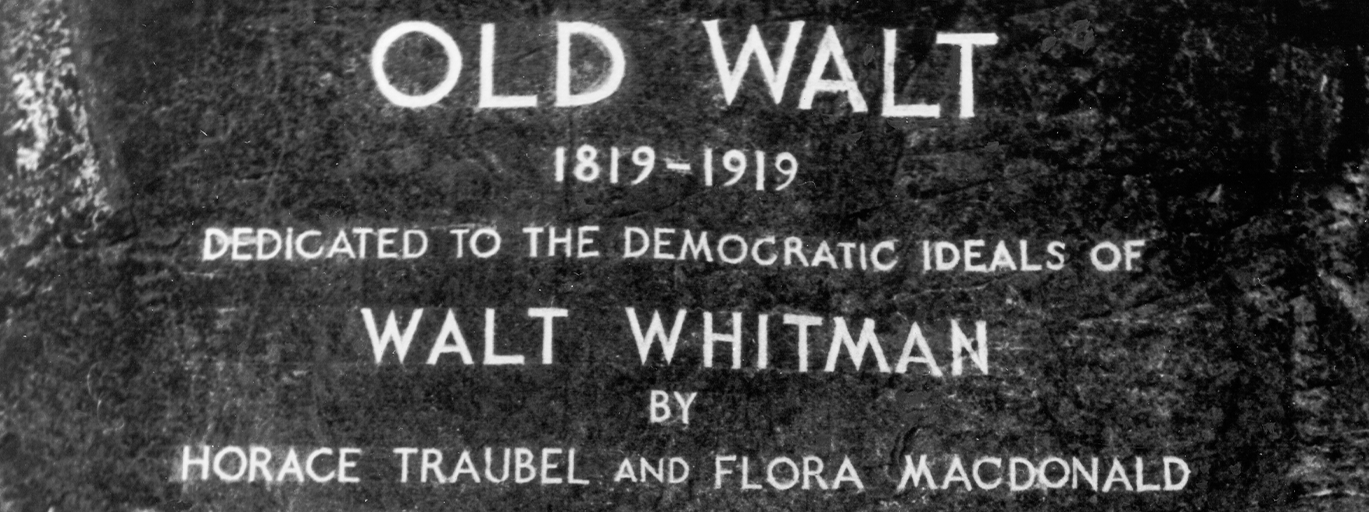 OLD WALT
1819-1919
DEDICATED TO THE DEMOCRATIC IDEALS OF
WALT WHITMAN
BY
HORACE TRAUBEL AND FLORA MACDONALD